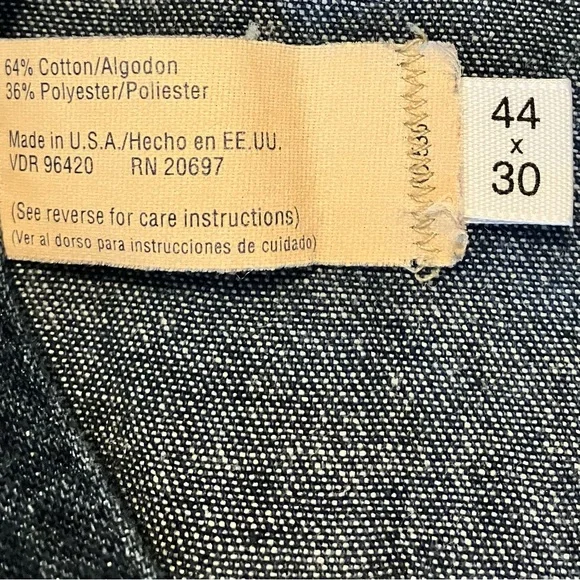 64% Cotton/Algodon
36% Polyester/Poliester
Made in U.S.A./Hecho en EE.UU.
VDR 96420 RN 20697
(See reverse for care instructions)
(Ver al dorso para instrucciones de cuidado)
44
x
30